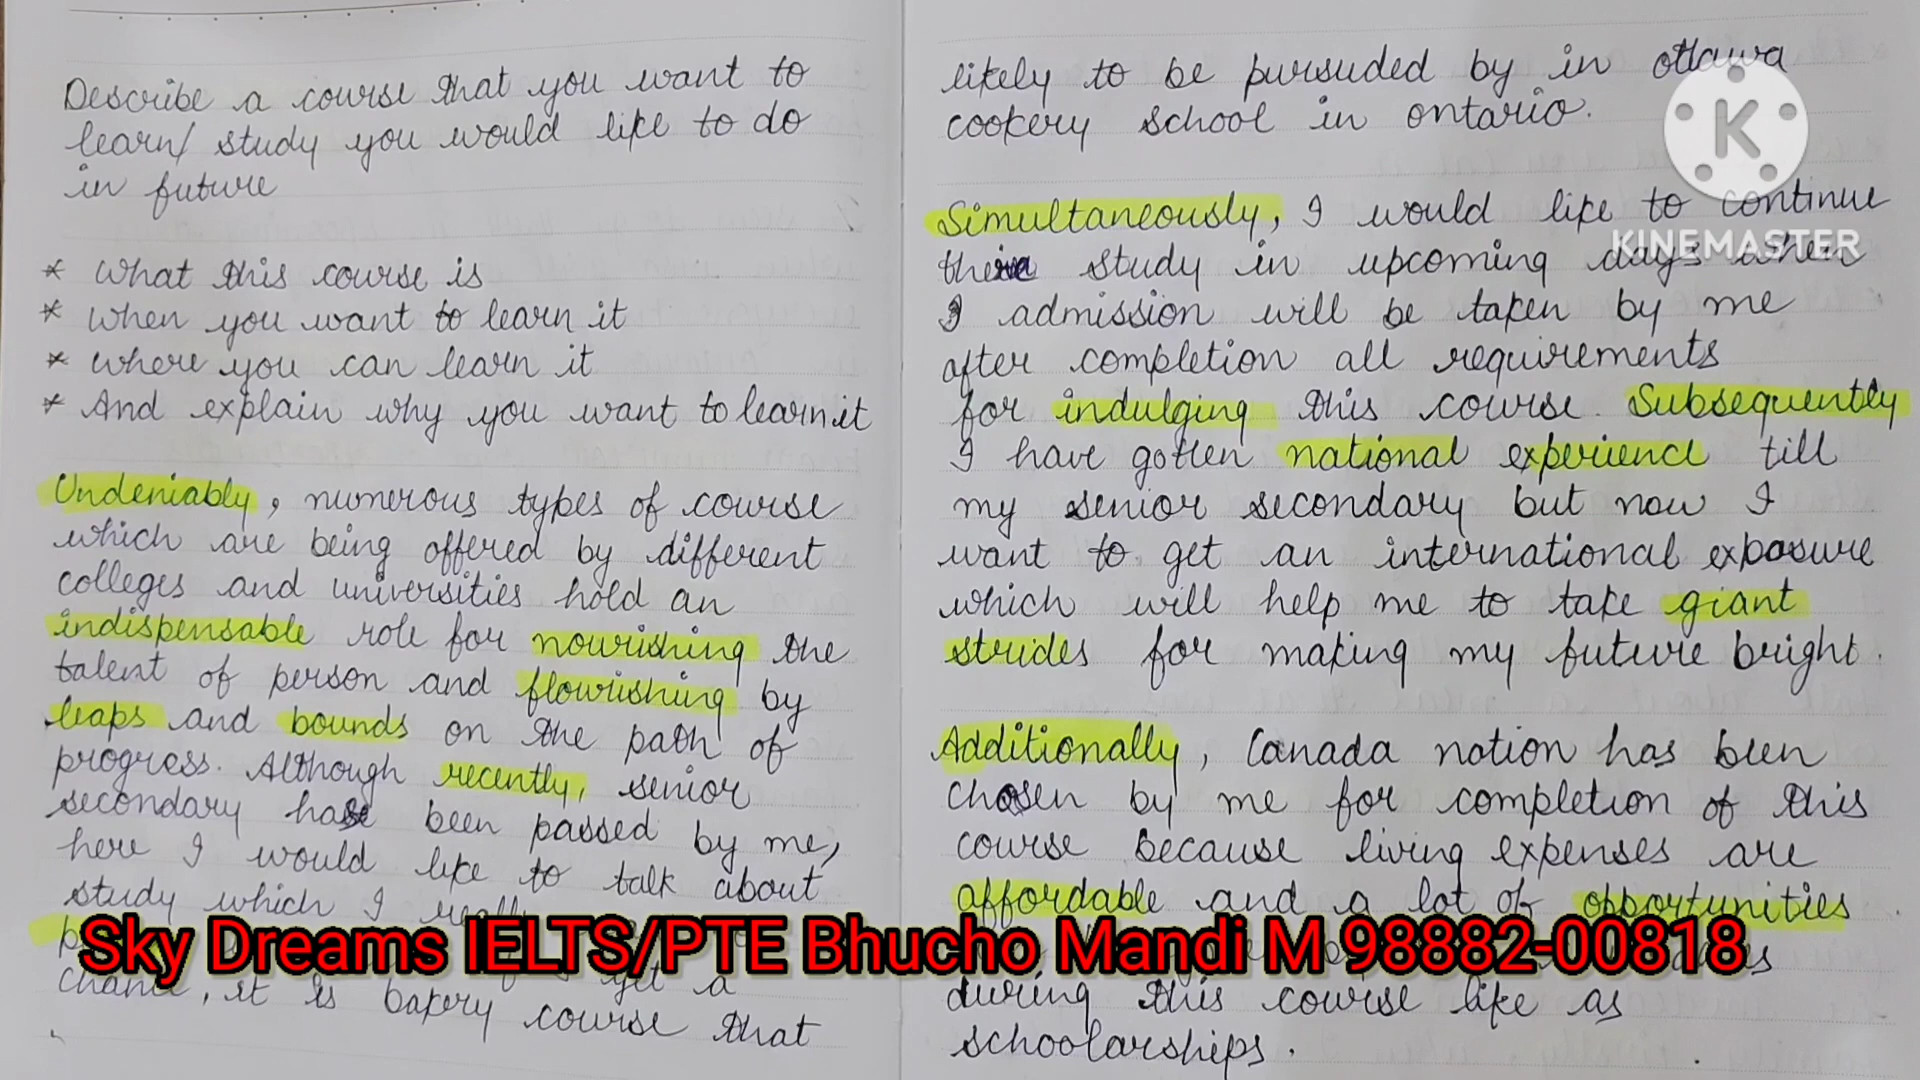 Describe a course that you want to
learn/ study you would like to do
in future
* What this course is
* When you want to learn it
* Where you can learn it
* And explain why you want to learn it
Undeniably, numerous types of course
which are being offered by different
colleges and universities hold an
indispensable role for nourishing the
talent of person and flourishing by
leaps and bounds on the path of
progress. Although recently, senior
secondary has been passed by me,
here I would like to talk about
study which I really
get a
chance, it is bakery course that
likely to be pursuded by in ottawa
cookery school in ontario.
Simultaneously, I would like to continue
study in upcoming days when
I admission will be taken by me
after completion all requirements
for indulging this course. Subsequently
I have gotten national experience till
my senior secondary but now I
want to get an international exposure
which will help me to take giant
strides for making my future bright.
Additionally, Canada nation has been
chosen by me for completion of this
course because living expenses are
affordable and a lot of opportunities
during this course like as
schoolarships.
KINEMASTER
Sky Dreams IELTS/PTE Bhucho Mandi M 98882-00818